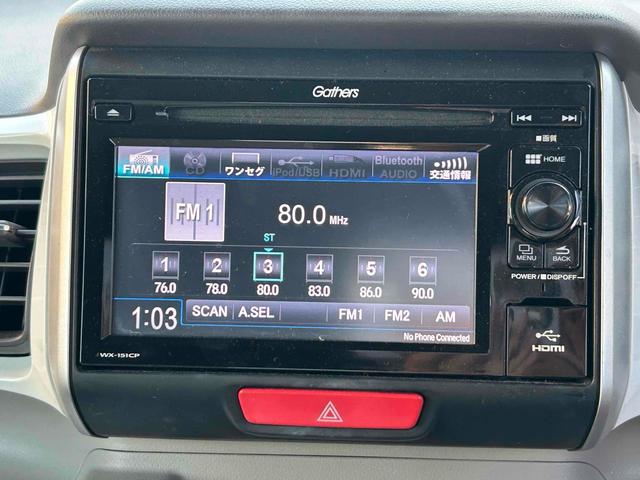 Gathers
画質
FM/AM CD ワンセグ iPod/USB HDMI Bluetooth AUDIO 交通情報
HOME
FM 1 80.0 MHz
ST
1 2 3 4 5 6
76.0 78.0 80.0 83.0 86.0 90.0
MENU BACK
POWER / DISP OFF
1:03 SCAN A.SEL FM1 FM2 AM
No Phone Connected
HDMI
WX-151CP